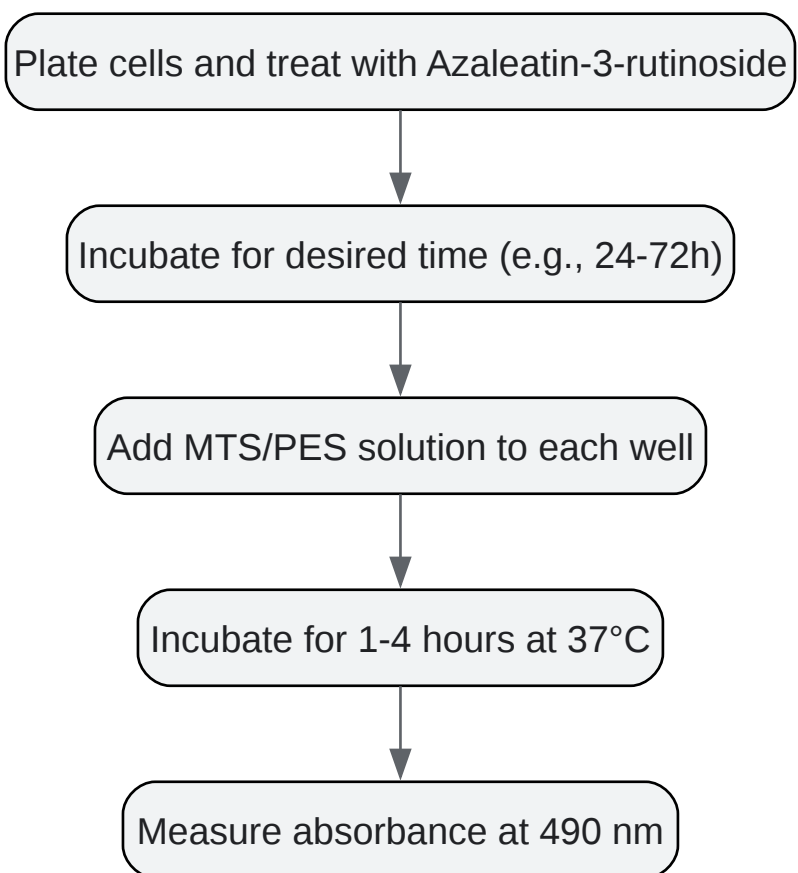 Plate cells and treat with Azaleatin-3-rutinoside
Incubate for desired time (e.g., 24-72h)
Add MTS/PES solution to each well
Incubate for 1-4 hours at 37°C
Measure absorbance at 490 nm